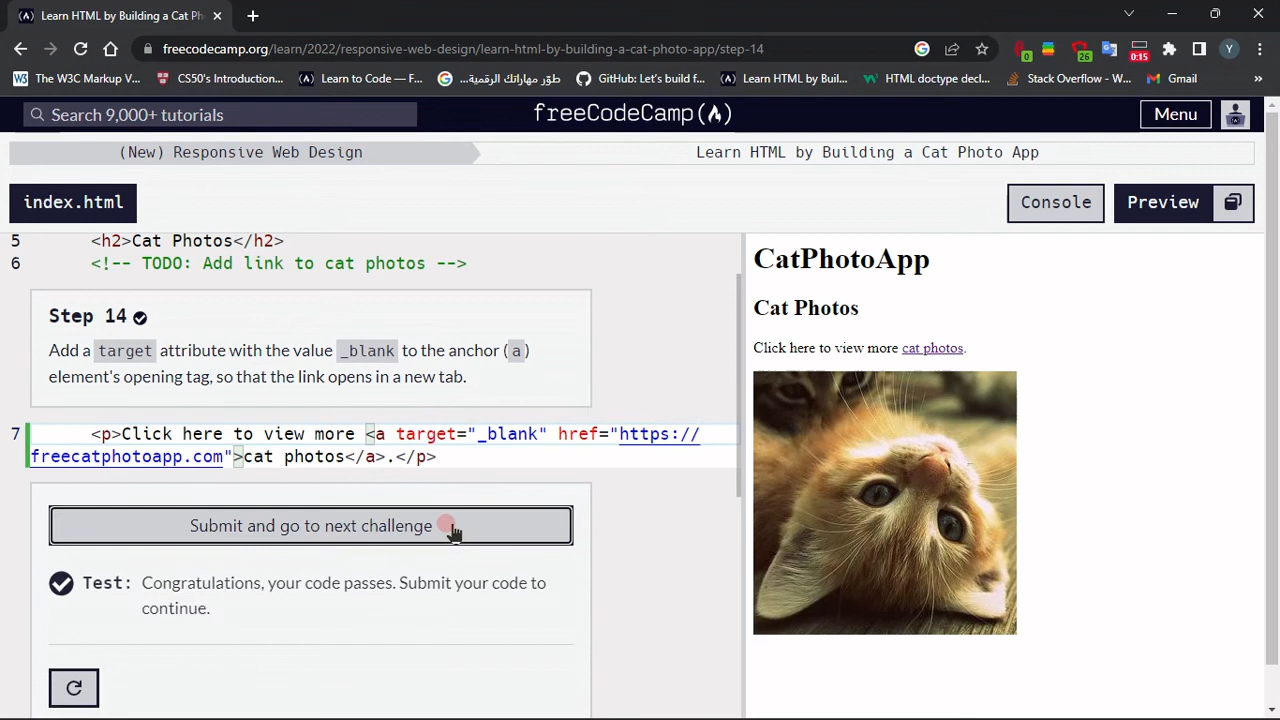 Learn HTML by Building a Cat Ph
freecodecamp.org/learn/2022/responsive-web-design/learn-html-by-building-a-cat-photo-app/step-14
0
26
0:15
Y
The W3C Markup V...
CS50's Introduction...
Learn to Code — F...
طوّر مهاراتك الرقمية...
GitHub: Let's build f...
Learn HTML by Buil...
HTML doctype decl...
Stack Overflow - W...
Gmail
»
Search 9,000+ tutorials
freeCodeCamp
Menu
(New) Responsive Web Design
Learn HTML by Building a Cat Photo App
index.html
Console
Preview
5 <h2>Cat Photos</h2>
6 <!-- TODO: Add link to cat photos -->
Step 14
Add a target attribute with the value _blank to the anchor ( a )
element's opening tag, so that the link opens in a new tab.
7 <p>Click here to view more <a target="_blank" href="https://
freecatphotoapp.com">cat photos</a>.</p>
Submit and go to next challenge
Test: Congratulations, your code passes. Submit your code to
continue.
CatPhotoApp
Cat Photos
Click here to view more cat photos.